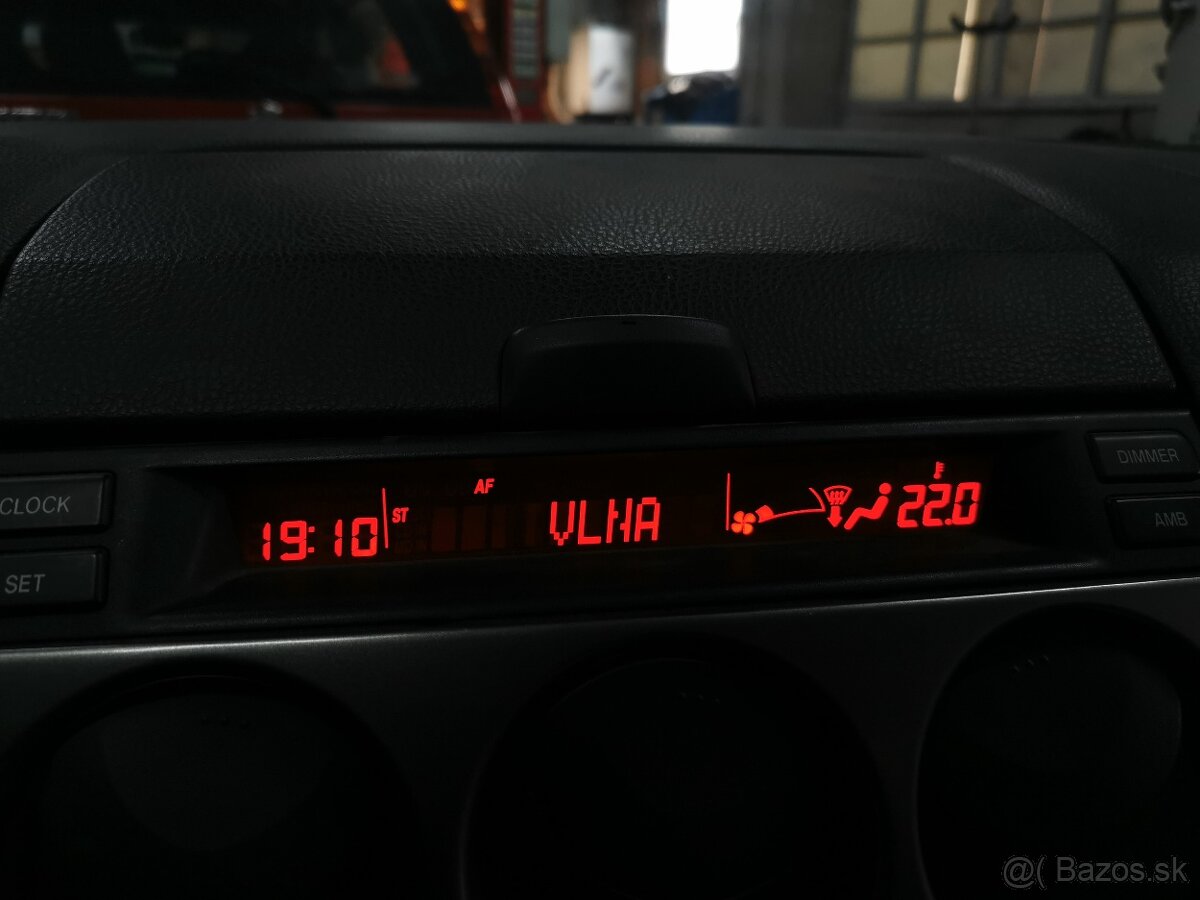 CLOCK
SET
19:10
ST
AF
VLNA
22.0
DIMMER
AMB
@( Bazos.sk